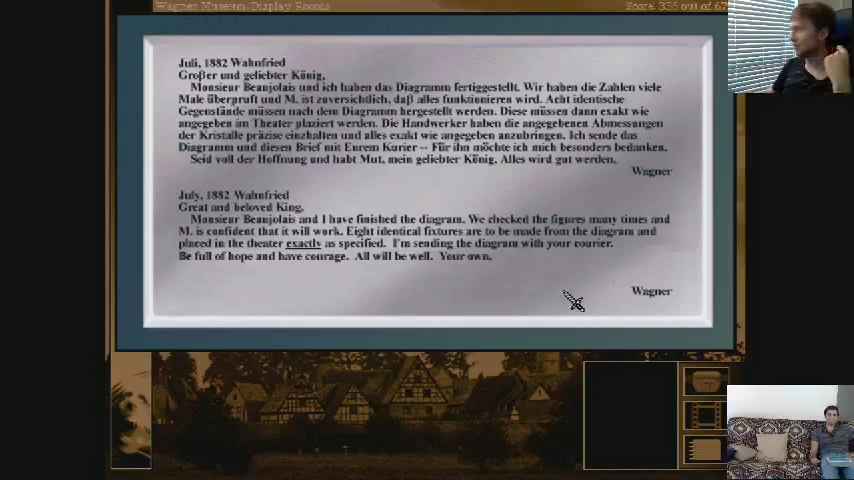 Wagner Museum:Display Rooms
Score: 336 out of 67
Juli, 1882 Wahnfried
Großer und geliebter König,
Monsieur Beaujolais und ich haben das Diagramm fertiggestellt. Wir haben die Zahlen viele
Male überpruft und M. ist zuversichtlich, daß alles funktionieren wird. Acht identische
Gegenstände müssen nach dem Diagramm hergestellt werden. Diese müssen dann exakt wie
angegeben im Theater plaziert werden. Die Handwerker haben die angegebenen Abmessungen
der Kristalle präzise einzhalten und alles exakt wie angegeben anzubringen. Ich sende das
Diagramm und diesen Brief mit Eurem Kurier -- Für ihn möchte ich mich besonders bedanken.
Seid voll der Hoffnung und habt Mut, mein geliebter König. Alles wird gut werden.
Wagner
July, 1882 Wahnfried
Great and beloved King,
Monsieur Beaujolais and I have finished the diagram. We checked the figures many times and
M. is confident that it will work. Eight identical fixtures are to be made from the diagram and
placed in the theater exactly as specified. I'm sending the diagram with your courier.
Be full of hope and have courage. All will be well. Your own.
Wagner